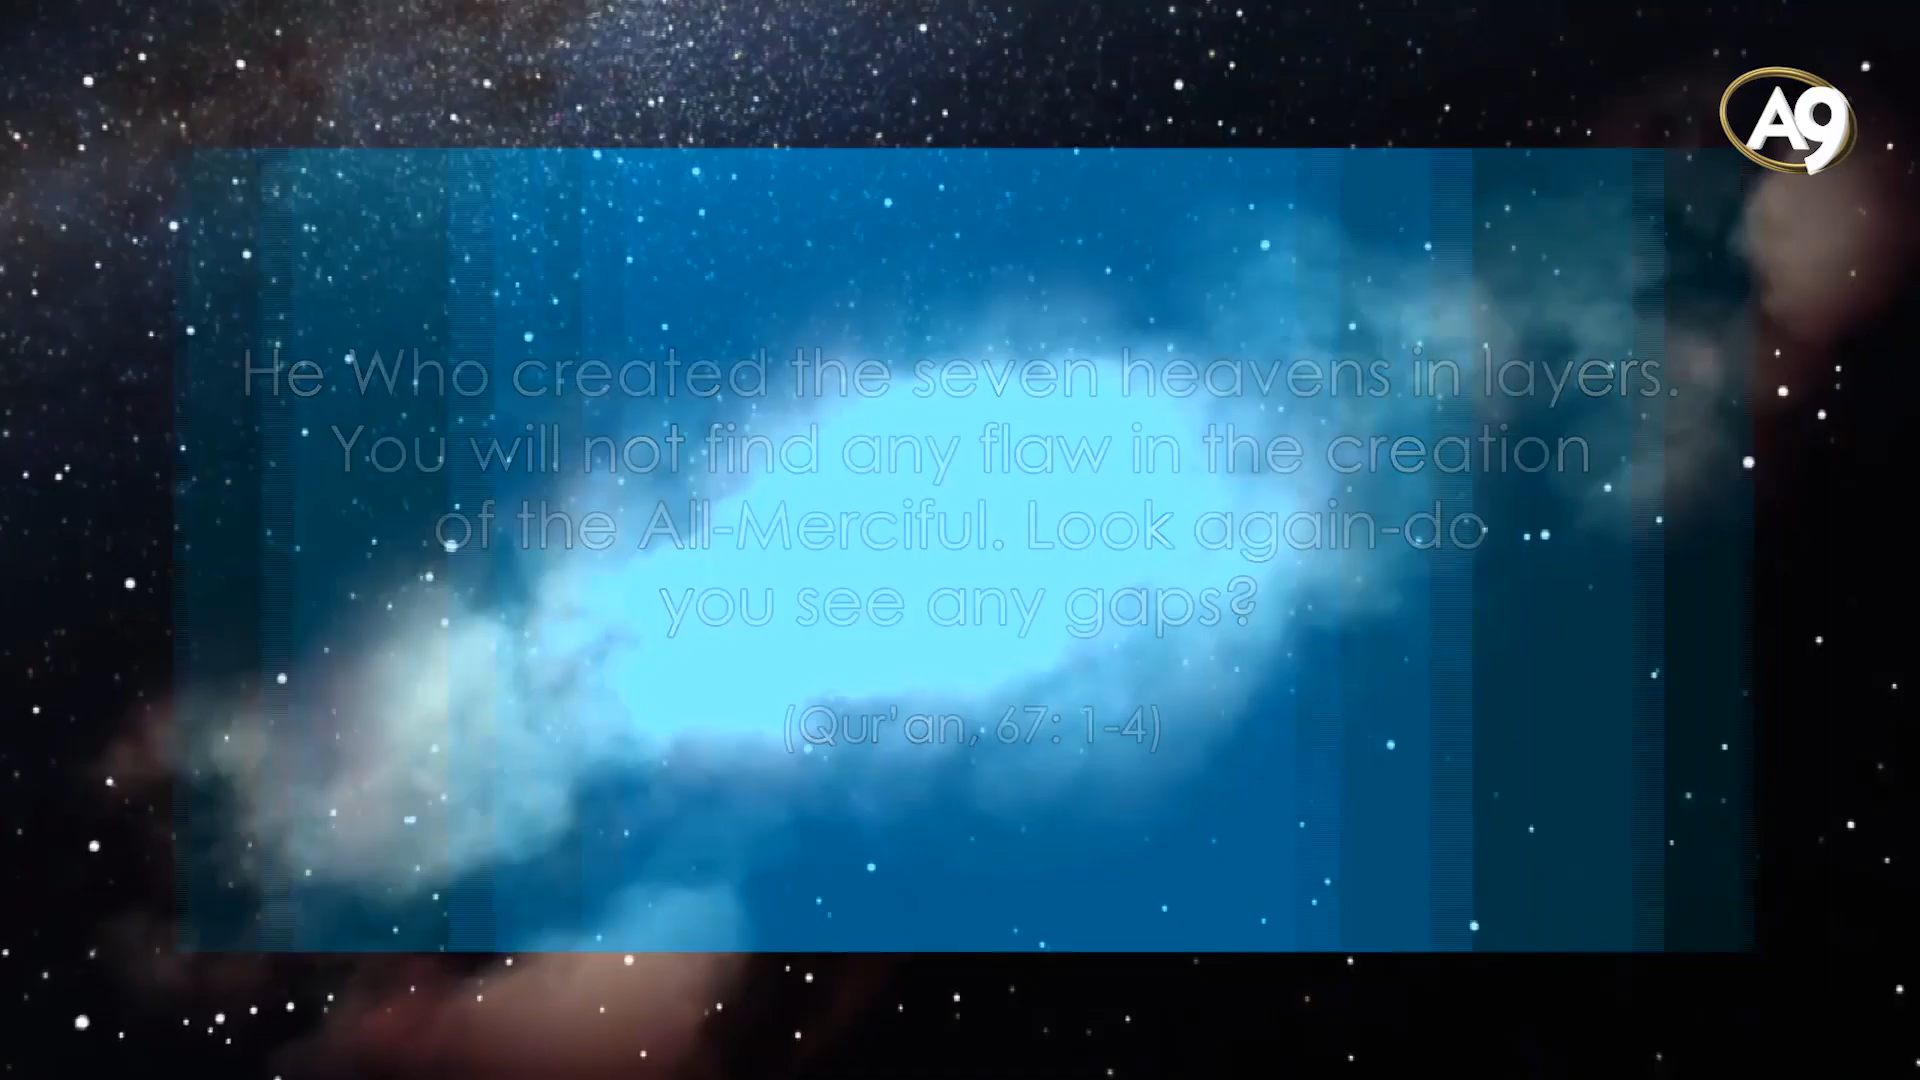 A9
He Who created the seven heavens in layers.
You will not find any flaw in the creation
of the All-Merciful. Look again-do
you see any gaps?
(Qur'an, 67: 1-4)